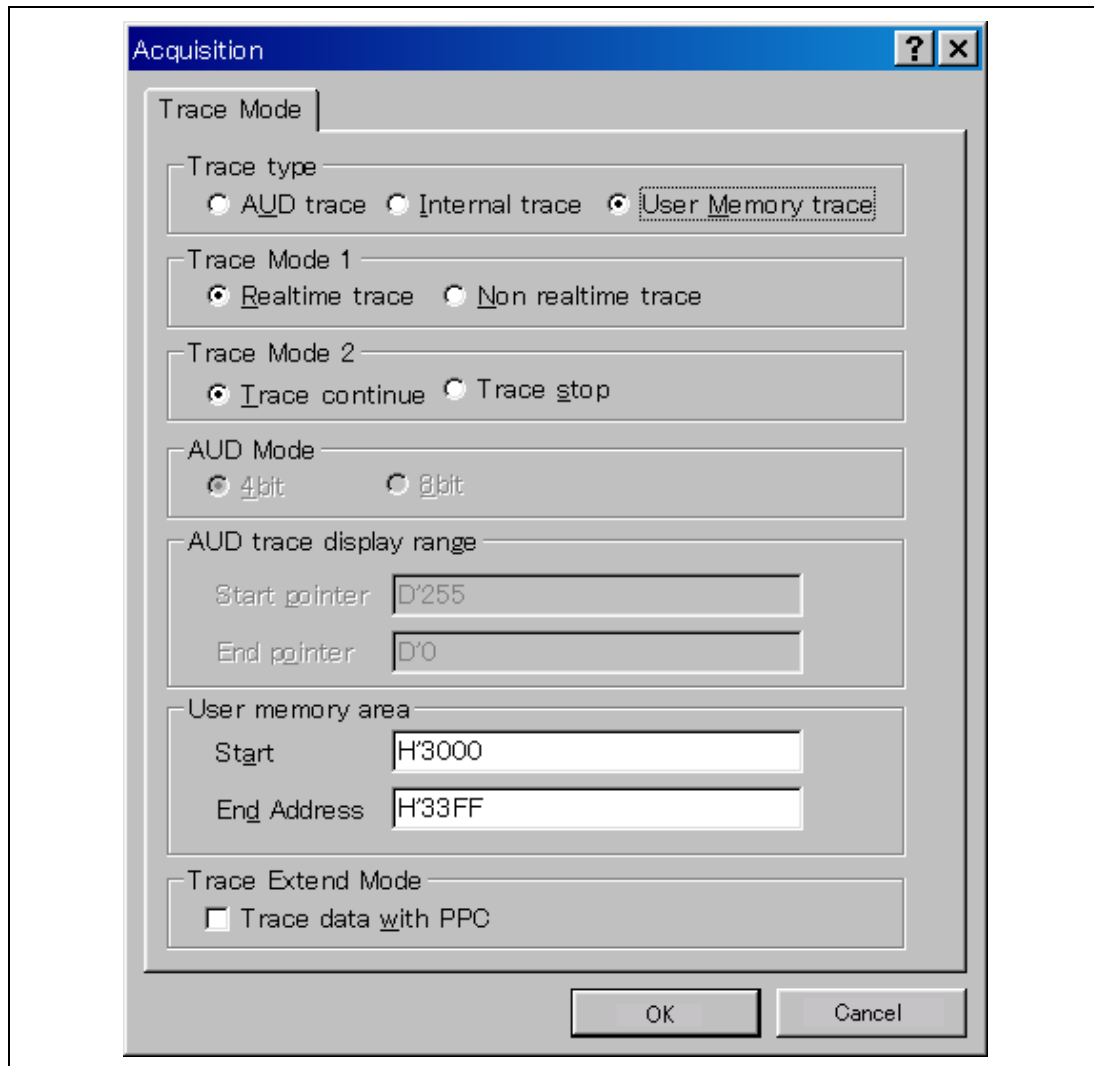 Acquisition
Trace Mode
Trace type
AUD trace Internal trace User Memory trace
Trace Mode 1
Realtime trace Non realtime trace
Trace Mode 2
Trace continue Trace stop
AUD Mode
4bit 8bit
AUD trace display range
Start pointer D'255
End pointer D'0
User memory area
Start H'3000
End Address H'33FF
Trace Extend Mode
Trace data with PPC
OK Cancel